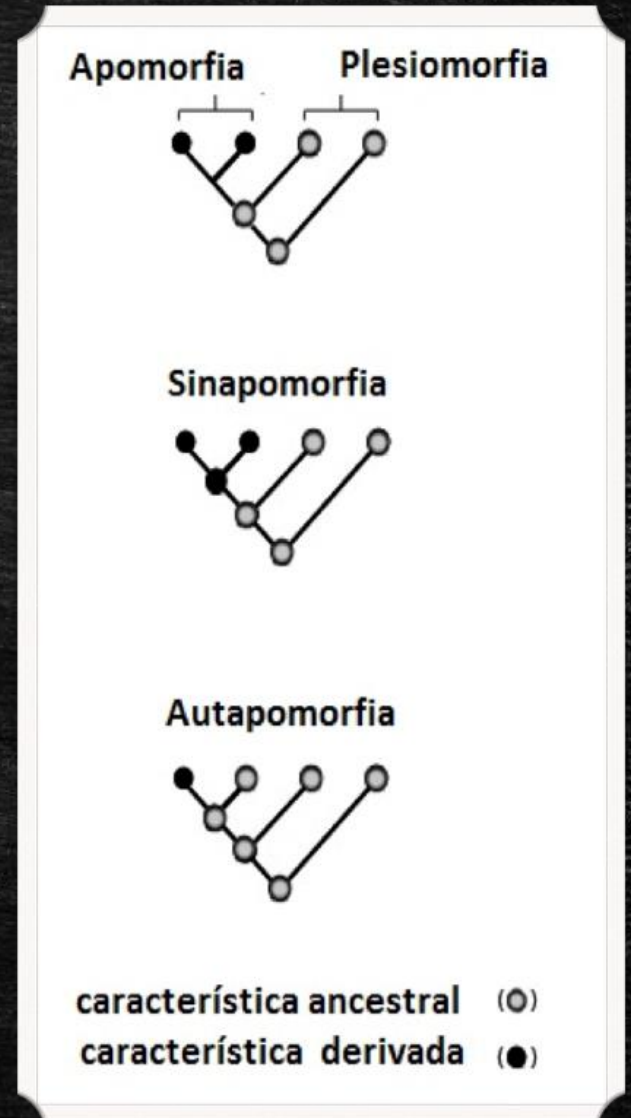 Apomorfia Plesiomorfia
Sinapomorfia
Autapomorfia
característica ancestral ( )
característica derivada ( )